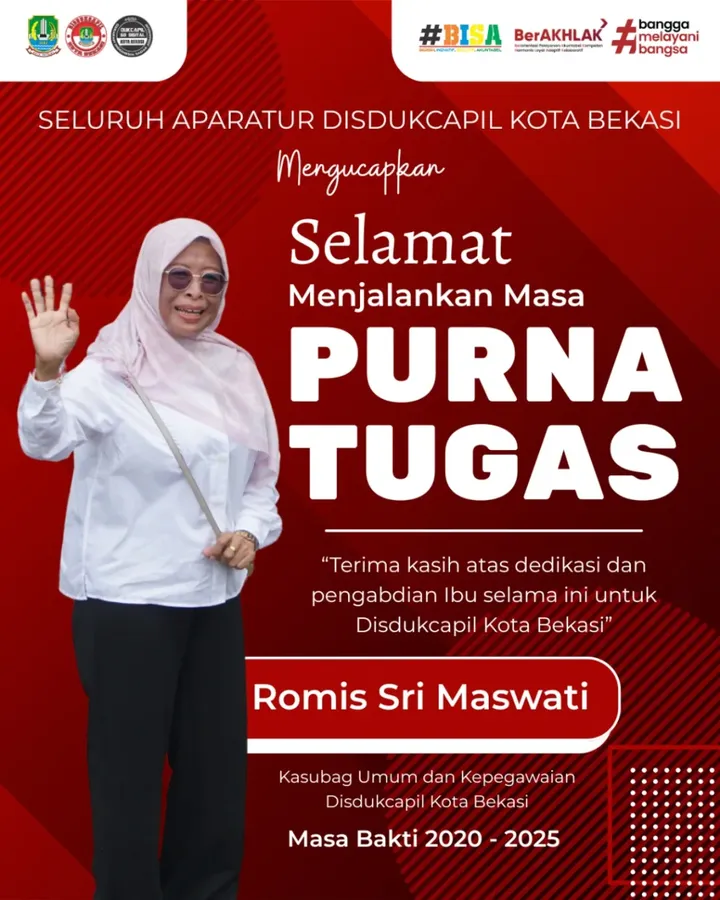 #BISA
BerAKHLAK
#bangga
melayani
bangsa
SELURUH APARATUR DISDUKCAPIL KOTA BEKASI
Mengucapkan
Selamat
Menjalankan Masa
PURNA
TUGAS
“Terima kasih atas dedikasi dan
pengabdian Ibu selama ini untuk
Disdukcapil Kota Bekasi”
Romis Sri Maswati
Kasubag Umum dan Kepegawaian
Disdukcapil Kota Bekasi
Masa Bakti 2020 - 2025